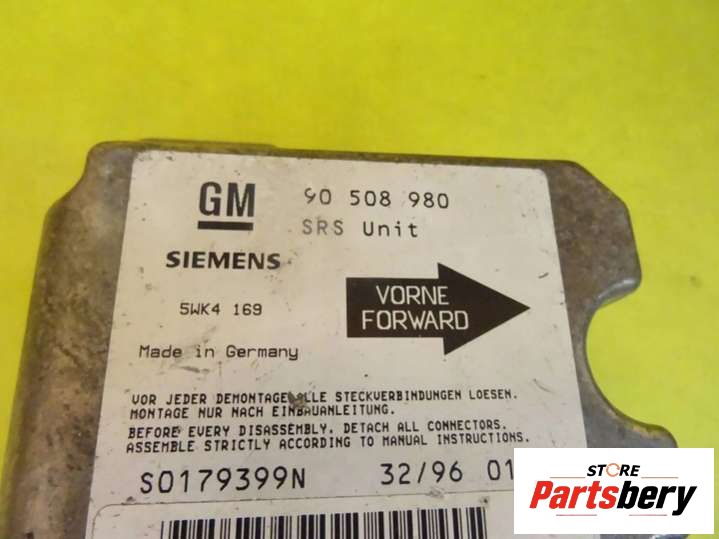 GM
90 508 980
SRS Unit
SIEMENS
5WK4 169
VORNE
FORWARD
Made in Germany
VOR JEDER DEMONTAGE ALLE STECKVERBINDUNGEN LOESEN.
MONTAGE NUR NACH EINBAUANLEITUNG.
BEFORE EVERY DISASSEMBLY, DETACH ALL CONNECTORS.
ASSEMBLE STRICTLY ACCORDING TO MANUAL INSTRUCTIONS.
S0179399N 32/96 01
STORE
Partsbery